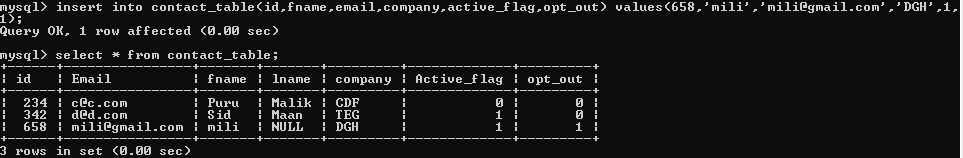 mysql> insert into contact_table(id,fname,email,company,active_flag,opt_out) values(658,'mili','mili@gmail.com','DGH',1,
1);
Query OK, 1 row affected (0.00 sec)
mysql> select * from contact_table;
+------+----------------+-------+-------+---------+-------------+---------+
| id   | Email          | fname | lname | company | Active_flag | opt_out |
+------+----------------+-------+-------+---------+-------------+---------+
|  234 | c@c.com        | Puru  | Malik | CDF     |           0 |       0 |
|  342 | d@d.com        | Sid   | Maan  | TEG     |           1 |       0 |
|  658 | mili@gmail.com | mili  | NULL  | DGH     |           1 |       1 |
+------+----------------+-------+-------+---------+-------------+---------+
3 rows in set (0.00 sec)